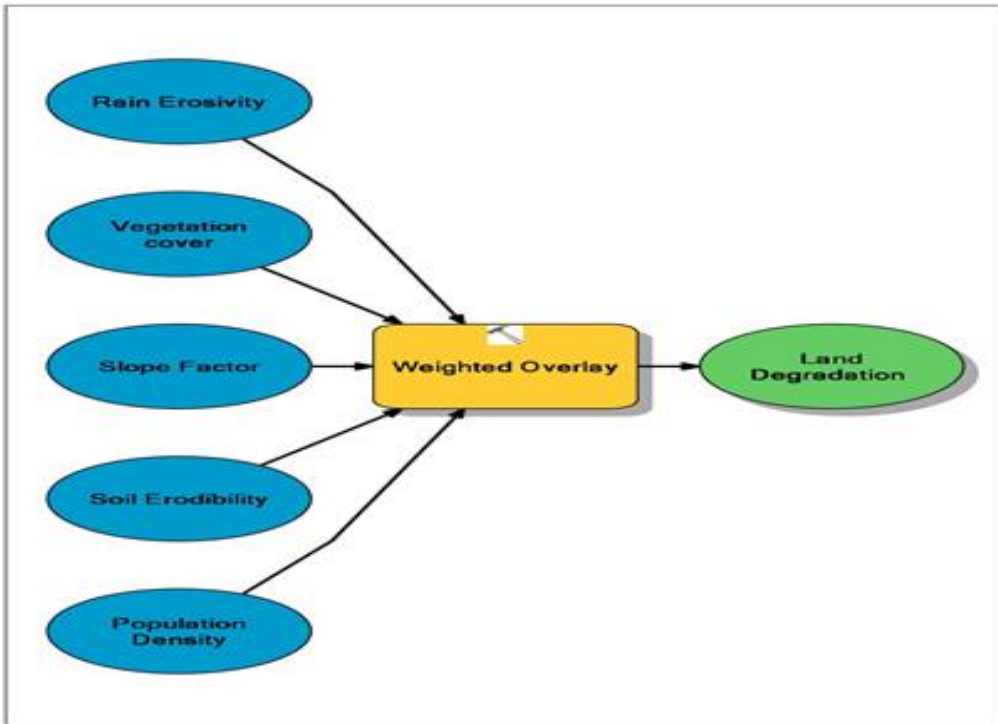 Rain Erosivity
Vegetation
cover
Slope Factor
Soil Erodibility
Population
Density
Weighted Overlay
Land
Degradation